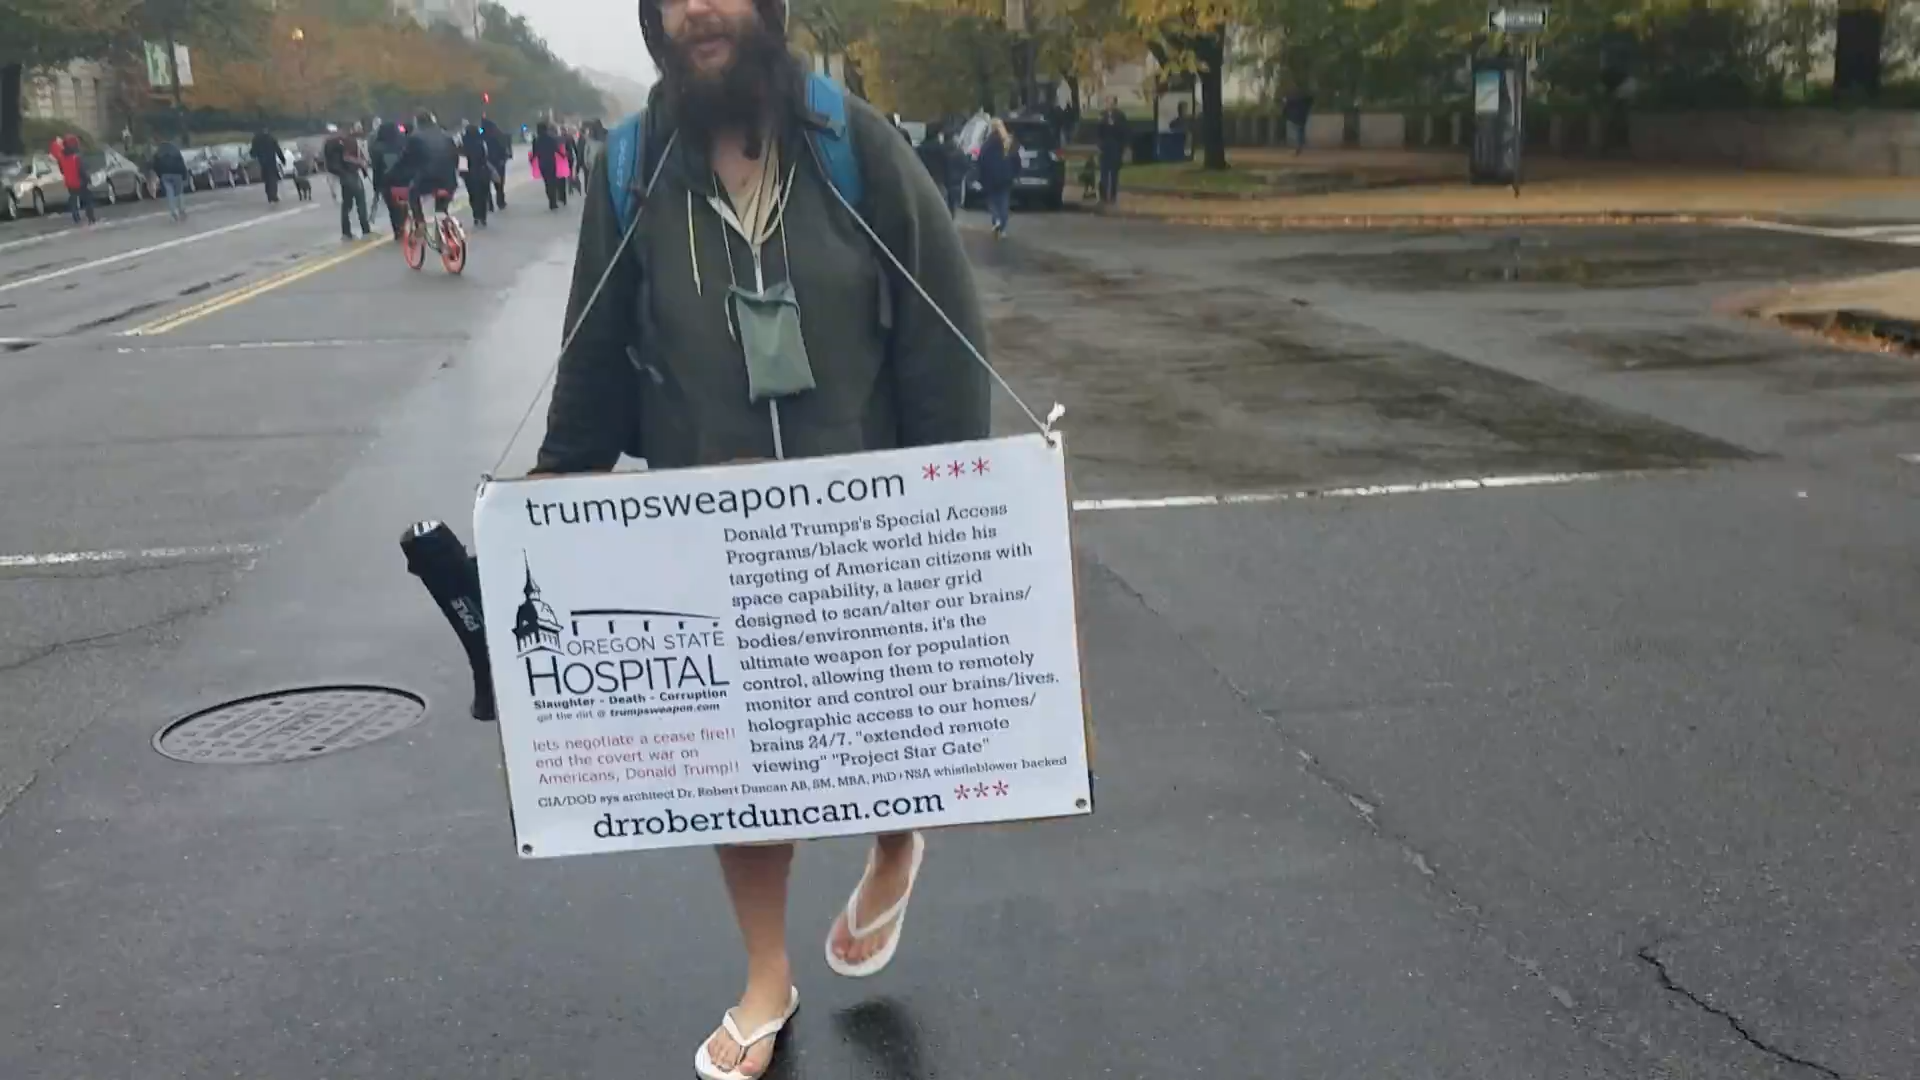 trumpsweapon.com ***
Donald Trumps's Special Access
Programs/black world hide his
targeting of American citizens with
space capability, a laser grid
designed to scan/alter our brains/
bodies/environments, it's the
ultimate weapon for population
control, allowing them to remotely
monitor and control our brains/lives.
holographic access to our homes/
brains 24/7. "extended remote
viewing" "Project Star Gate"
OREGON STATE
HOSPITAL
Slaughter - Death - Corruption
get the dirt @ trumpsweapon.com
lets negotiate a cease fire!!
end the covert war on
Americans, Donald Trump!!
CIA/DOD sys architect Dr. Robert Duncan AB, SM, MBA, PhD + NSA whistleblower backed
drrobertduncan.com ***